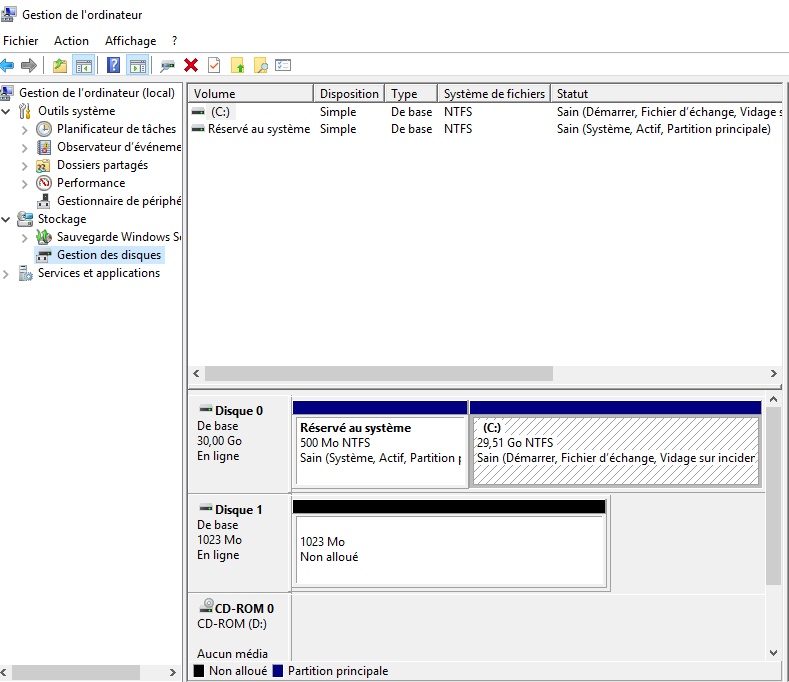 Gestion de l'ordinateur
Fichier Action Affichage ?
Gestion de l'ordinateur (local)
Outils système
Planificateur de tâches
Observateur d'événeme
Dossiers partagés
Performance
Gestionnaire de périphé
Stockage
Sauvegarde Windows Se
Gestion des disques
Services et applications
Volume Disposition Type Système de fichiers Statut
(C:) Simple De base NTFS Sain (Démarrer, Fichier d'échange, Vidage s
Réservé au système Simple De base NTFS Sain (Système, Actif, Partition principale)
Disque 0
De base
30,00 Go
En ligne
Réservé au système
500 Mo NTFS
Sain (Système, Actif, Partition p
(C:)
29,51 Go NTFS
Sain (Démarrer, Fichier d'échange, Vidage sur inciden
Disque 1
De base
1023 Mo
En ligne
1023 Mo
Non alloué
CD-ROM 0
CD-ROM (D:)
Aucun média
Non alloué Partition principale